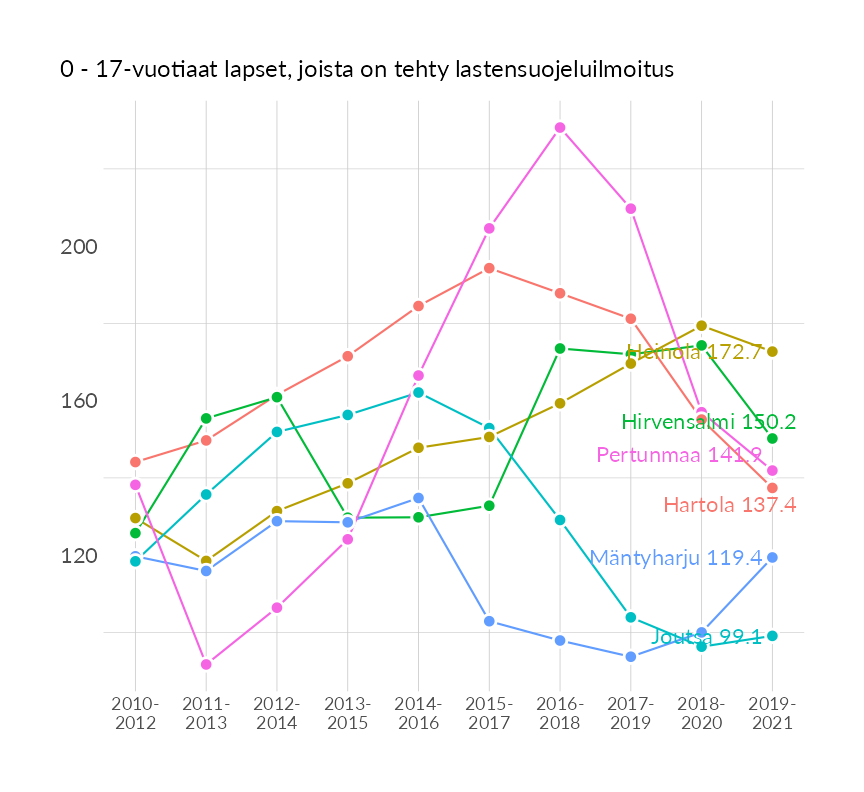 0 - 17-vuotiaat lapset, joista on tehty lastensuojeluilmoitus
200
160
120
Heinola 172.7
Hirvensalmi 150.2
Pertunmaa 141.9
Hartola 137.4
Mäntyharju 119.4
Joutsa 99.1
2010- 2011- 2012- 2013- 2014- 2015- 2016- 2017- 2018- 2019-
2012 2013 2014 2015 2016 2017 2018 2019 2020 2021